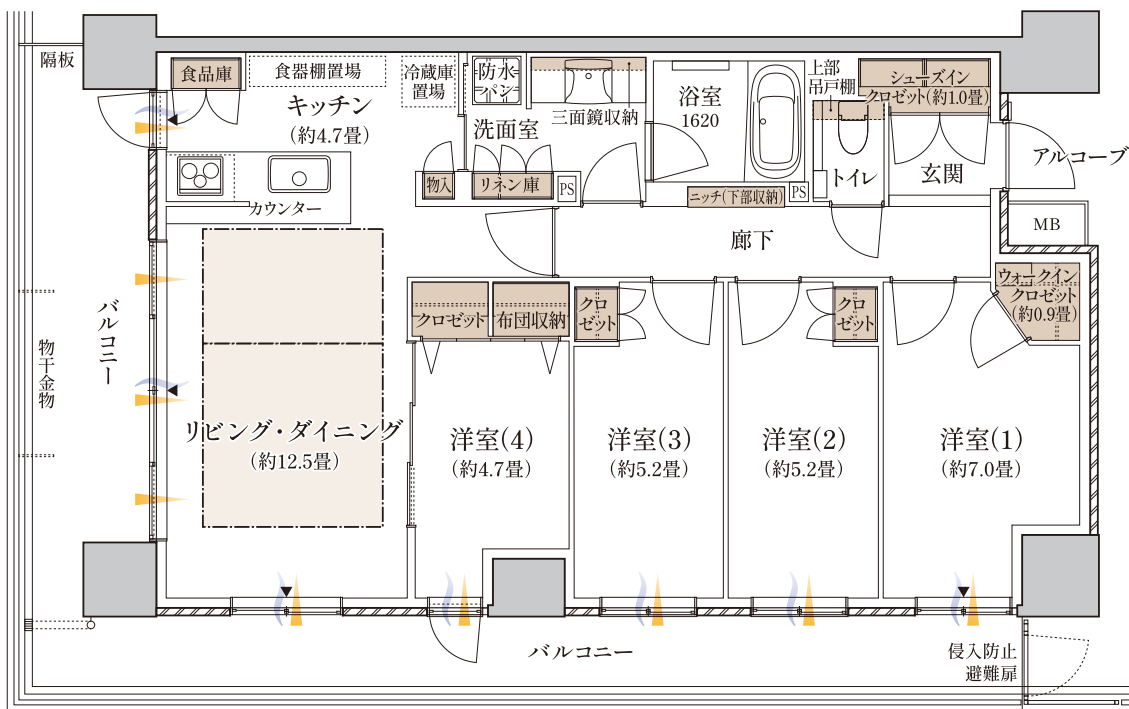 隔板
食品庫
食器棚置場
冷蔵庫
置場
キッチン
(約4.7畳)
カウンター
防水
パン
洗面室
三面鏡収納
物入
リネン庫
PS
浴室
1620
ニッチ(下部収納)
PS
上部
吊戸棚
トイレ
シューズイン
クロゼット(約1.0畳)
玄関
アルコーブ
MB
廊下
バルコニー
物干金物
リビング・ダイニング
(約12.5畳)
クロゼット
布団収納
洋室(4)
(約4.7畳)
クロ
ゼット
洋室(3)
(約5.2畳)
クロ
ゼット
洋室(2)
(約5.2畳)
ウォークイン
クロゼット
(約0.9畳)
洋室(1)
(約7.0畳)
バルコニー
侵入防止
避難扉